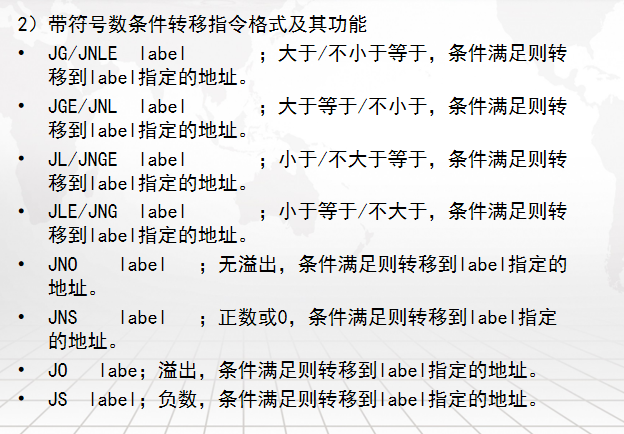 2）带符号数条件转移指令格式及其功能
• JG/JNLE label ；大于/不小于等于，条件满足则转
移到label指定的地址。
• JGE/JNL label ；大于等于/不小于，条件满足则转
移到label指定的地址。
• JL/JNGE label ；小于/不大于等于，条件满足则转
移到label指定的地址。
• JLE/JNG label ；小于等于/不大于，条件满足则转
移到label指定的地址。
• JNO label ；无溢出，条件满足则转移到label指定的
地址。
• JNS label ；正数或0，条件满足则转移到label指定
的地址。
• JO labe；溢出，条件满足则转移到label指定的地址。
• JS label；负数，条件满足则转移到label指定的地址。